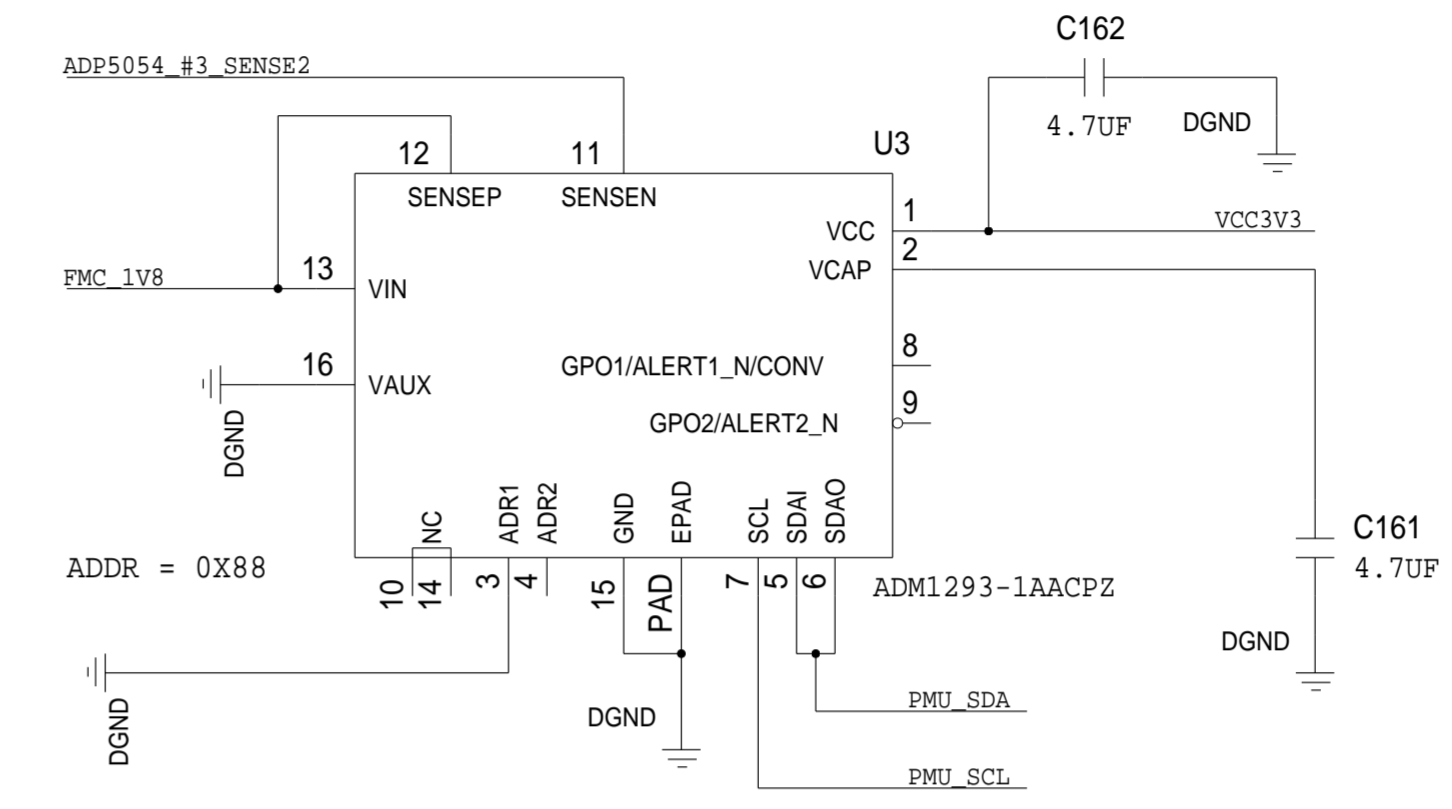 C162
ADP5054_#3_SENSE2
4.7UF
DGND
12
11
U3
SENSEP
SENSEN
1
VCC
VCC3V3
2
VCAP
FMC_1V8
13
VIN
16
VAUX
DGND
GPO1/ALERT1_N/CONV
8
GPO2/ALERT2_N
9
NC
ADR1
ADR2
GND
EPAD
SCL
SDAI
SDAO
C161
4.7UF
ADDR = 0X88
10
14
3
4
15
PAD
7
5
6
ADM1293-1AACPZ
DGND
DGND
DGND
PMU_SDA
PMU_SCL